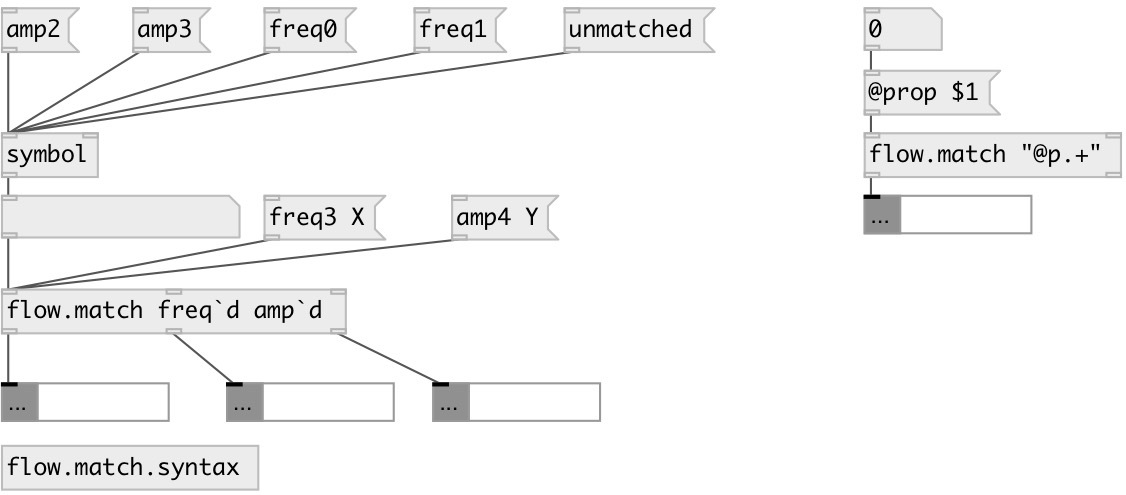 amp2 amp3 freq0 freq1 unmatched 0
@prop $1
symbol flow.match "@p.+"
freq3 X amp4 Y ...
flow.match freq`d amp`d
... ... ...
flow.match.syntax